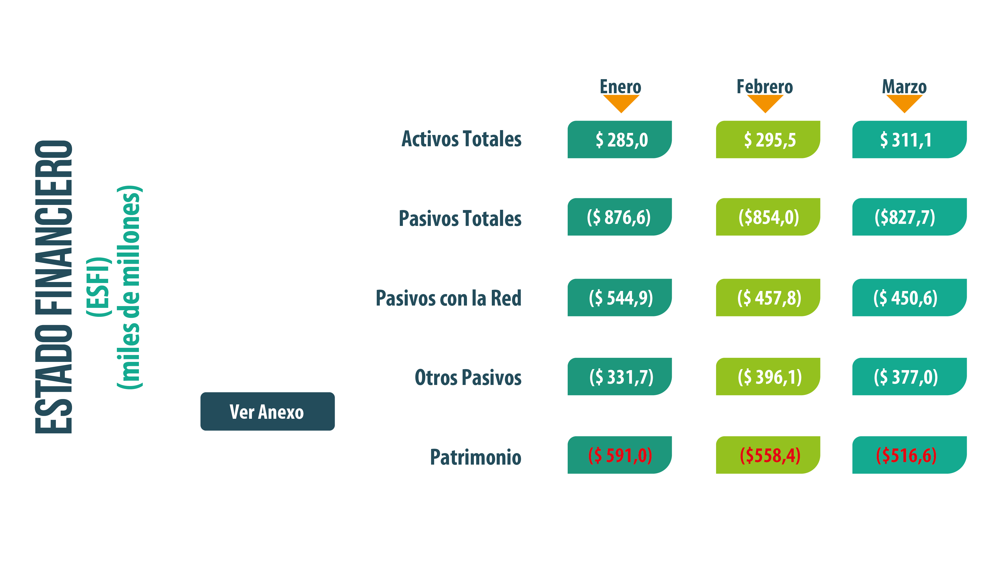 ESTADO FINANCIERO
(ESFI)
(miles de millones)
Enero Febrero Marzo
Activos Totales $ 285,0 $ 295,5 $ 311,1
Pasivos Totales ($ 876,6) ($854,0) ($827,7)
Pasivos con la Red ($ 544,9) ($ 457,8) ($ 450,6)
Otros Pasivos ($ 331,7) ($ 396,1) ($ 377,0)
Ver Anexo
Patrimonio ($ 591,0) ($558,4) ($516,6)